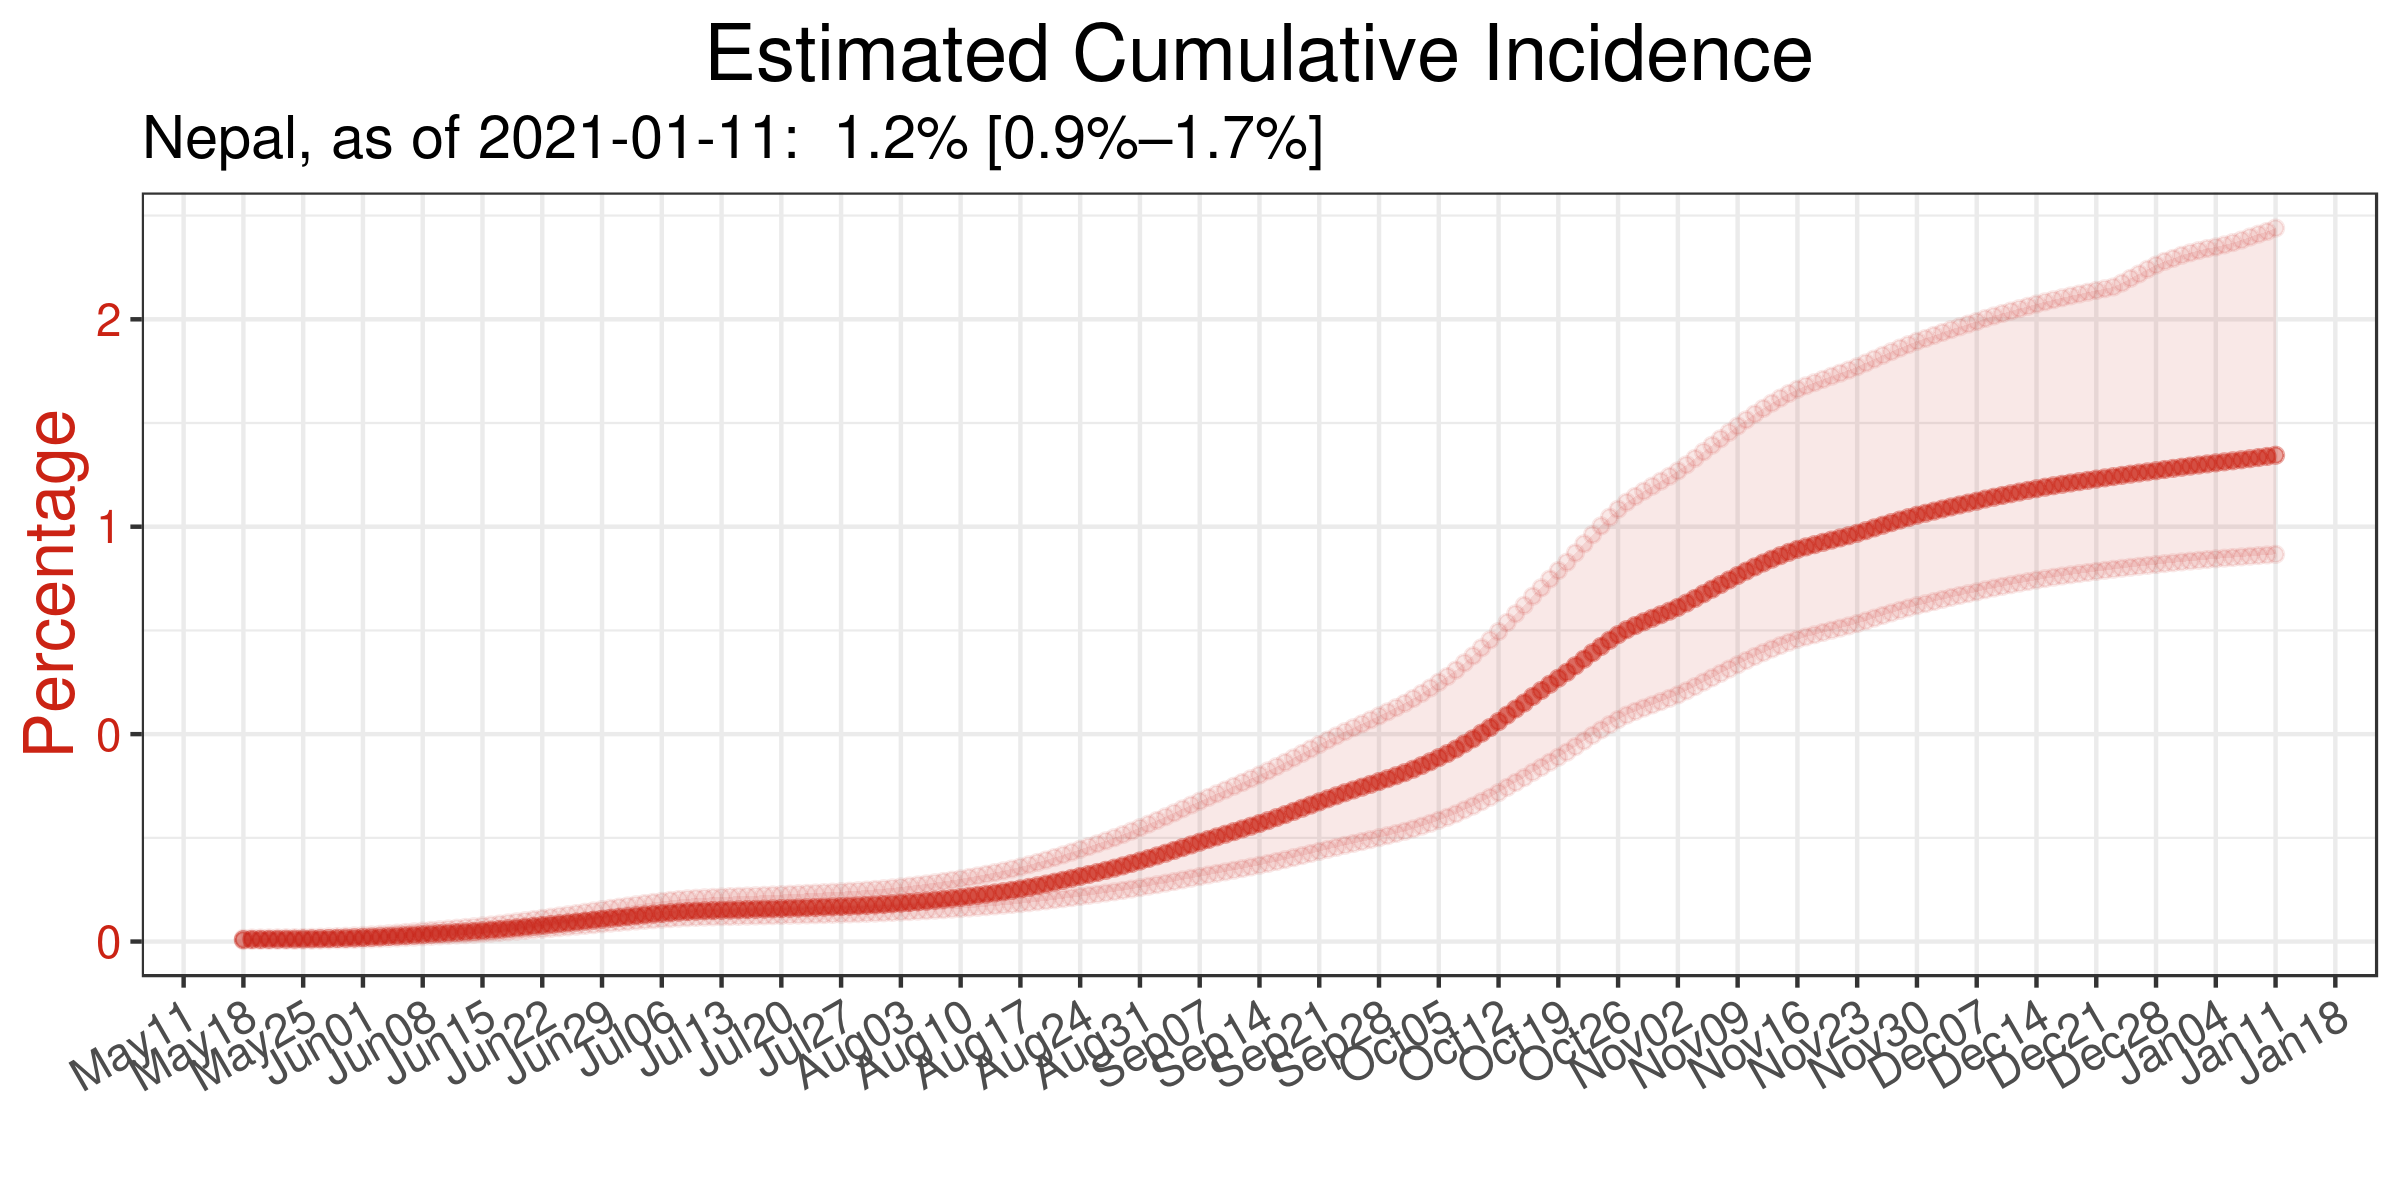 Estimated Cumulative Incidence
Nepal, as of 2021-01-11:  1.2% [0.9%–1.7%]
Percentage
2
1
0
0
May11
May18
May25
Jun01
Jun08
Jun15
Jun22
Jun29
Jul06
Jul13
Jul20
Jul27
Aug03
Aug10
Aug17
Aug24
Aug31
Sep07
Sep14
Sep21
Sep28
Oct05
Oct12
Oct19
Oct26
Nov02
Nov09
Nov16
Nov23
Nov30
Dec07
Dec14
Dec21
Dec28
Jan04
Jan11
Jan18